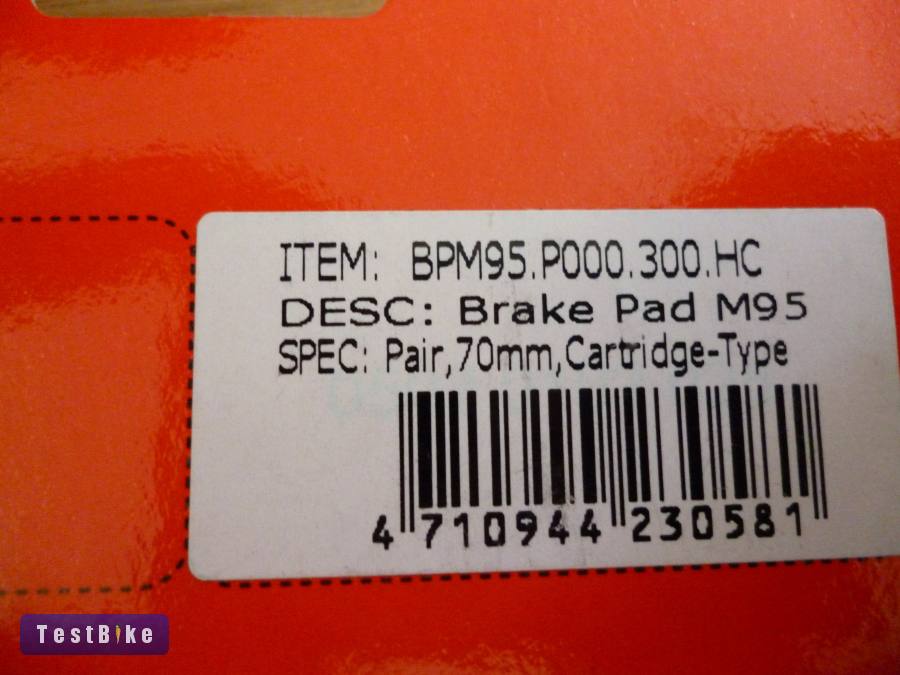 ITEM: BPM95.P000.300.HC
DESC: Brake Pad M95
SPEC: Pair,70mm,Cartridge-Type
4 710944 230581
TestBike